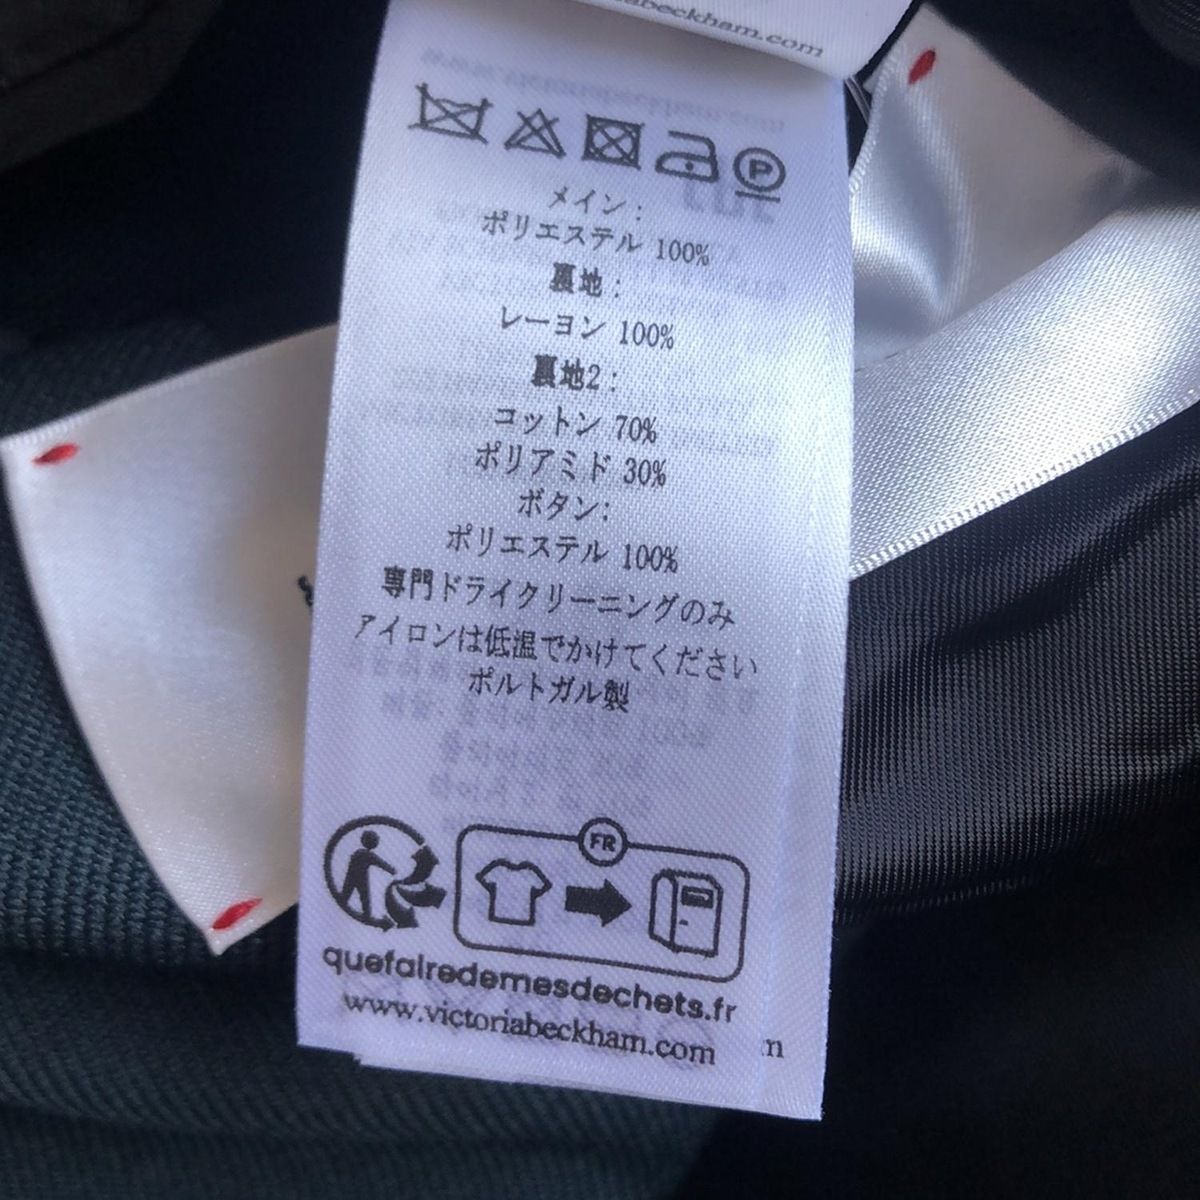 beckham.com
P
メイン:
ポリエステル 100%
裏地:
レーヨン 100%
裏地2:
コットン 70%
ポリアミド 30%
ボタン:
ポリエステル 100%
専門ドライクリーニングのみ
アイロンは低温でかけてください
ポルトガル製
FR
quefairedemesdechets.fr
www.victoriabeckham.com
m